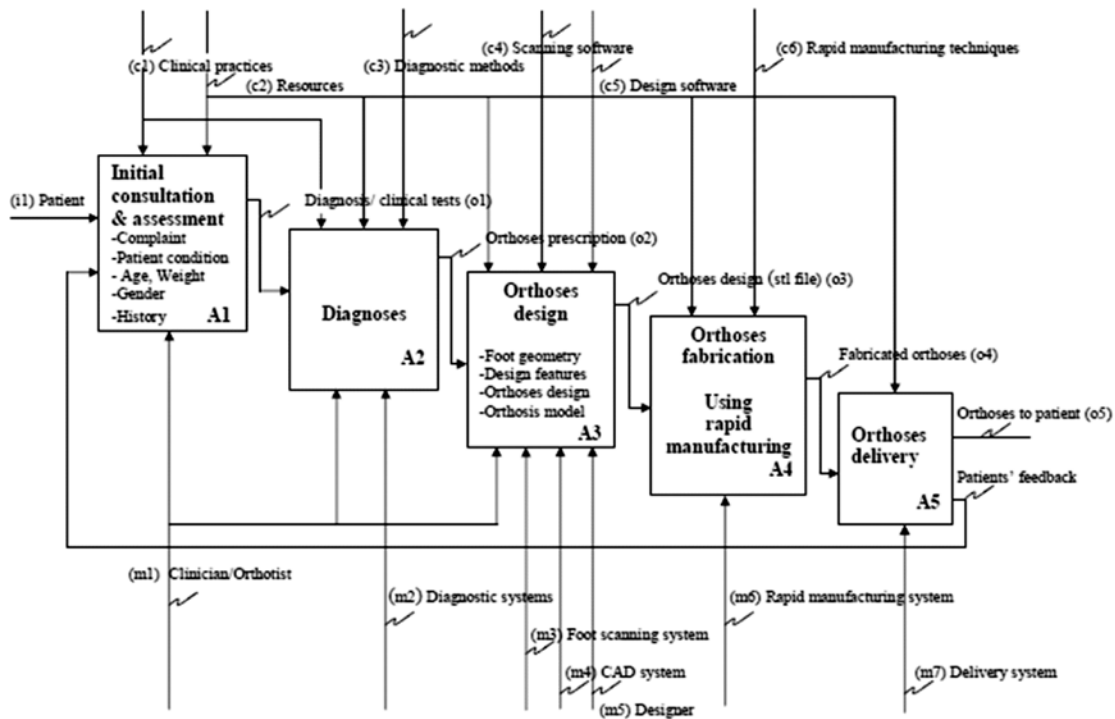 (c4) Scanning software
(c6) Rapid manufacturing techniques
(c1) Clinical practices
(c3) Diagnostic methods
(c2) Resources
(c5) Design software
Initial
consultation
& assessment
-Complaint
-Patient condition
- Age, Weight
-Gender
-History
A1
(i1) Patient
Diagnosis/ clinical tests (o1)
Diagnoses
A2
Orthoses prescription (o2)
Orthoses
design
-Foot geometry
-Design features
-Orthoses design
-Orthosis model
A3
Orthoses design (stl file) (o3)
Orthoses
fabrication
Using
rapid
manufacturing
A4
Fabricated orthoses (o4)
Orthoses
delivery
A5
Orthoses to patient (o5)
Patients’ feedback
(m1) Clinician/Orthotist
(m2) Diagnostic systems
(m3) Foot scanning system
(m4) CAD system
(m5) Designer
(m6) Rapid manufacturing system
(m7) Delivery system